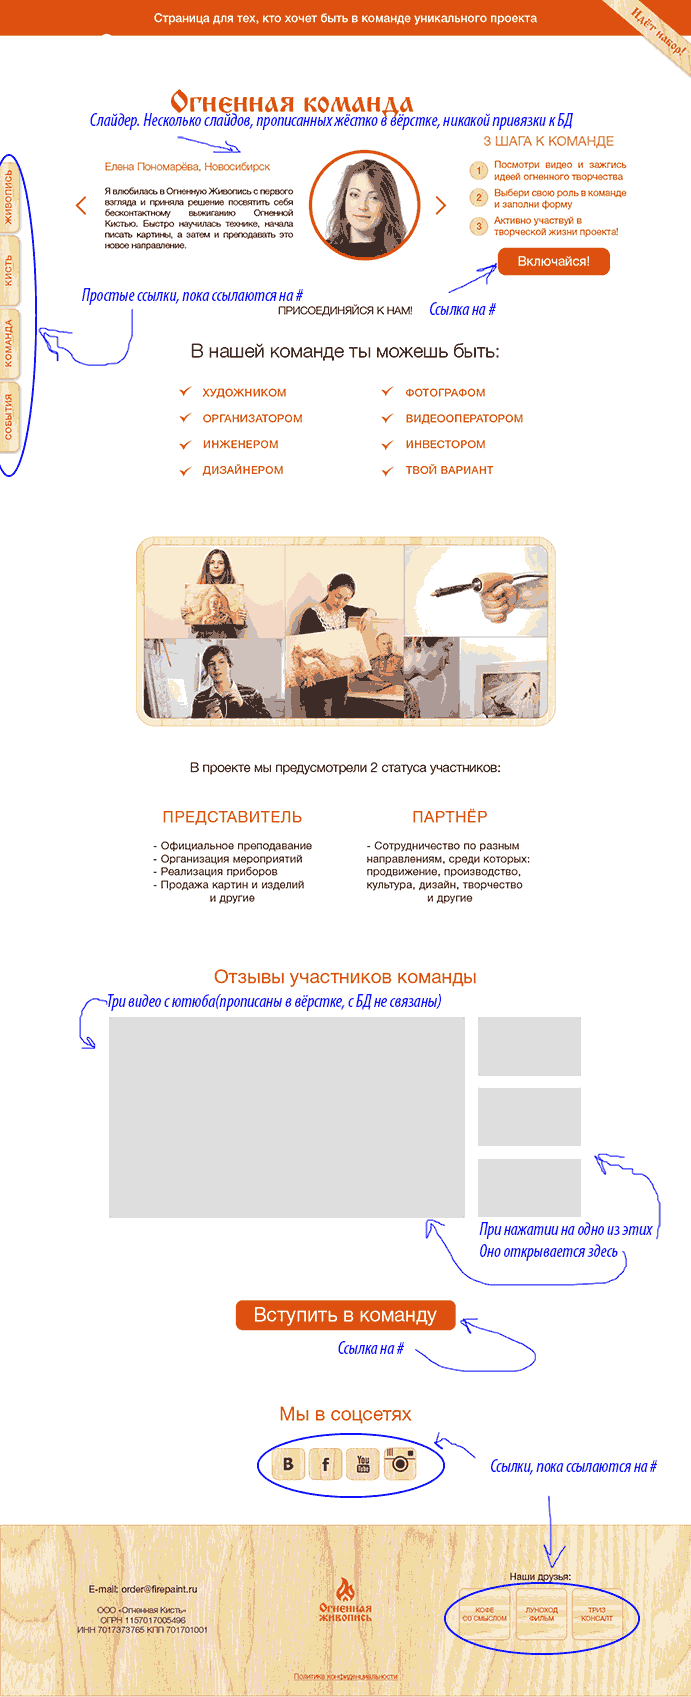 Страница для тех, кто хочет быть в команде уникального проекта
Идёт набор!
Огненная команда
Слайдер. Несколько слайдов, прописанных жёстко в вёрстке, никакой привязки к БД
Елена Пономарёва, Новосибирск
Я влюбилась в Огненную Живопись с первого
взгляда и приняла решение посвятить себя
бесконтактному выжиганию Огненной
Кистью. Быстро научилась технике, начала
писать картины, а затем и преподавать это
новое направление.
3 ШАГА К КОМАНДЕ
1 Посмотри видео и зажгись
идеей огненного творчества
2 Выбери свою роль в команде
и заполни форму
3 Активно участвуй в
творческой жизни проекта!
Включайся!
ЖИВОПИСЬ
КИСТЬ
КОМАНДА
СОБЫТИЯ
Простые ссылки, пока ссылаются на #
Ссылка на #
ПРИСОЕДИНЯЙСЯ К НАМ!
В нашей команде ты можешь быть:
ХУДОЖНИКОМ
ОРГАНИЗАТОРОМ
ИНЖЕНЕРОМ
ДИЗАЙНЕРОМ
ФОТОГРАФОМ
ВИДЕООПЕРАТОРОМ
ИНВЕСТОРОМ
ТВОЙ ВАРИАНТ
В проекте мы предусмотрели 2 статуса участников:
ПРЕДСТАВИТЕЛЬ
- Официальное преподавание
- Организация мероприятий
- Реализация приборов
- Продажа картин и изделий
и другие
ПАРТНЁР
- Сотрудничество по разным
направлениям, среди которых:
продвижение, производство,
культура, дизайн, творчество
и другие
Отзывы участников команды
Три видео с ютюба(прописаны в вёрстке, с БД не связаны)
При нажатии на одно из этих
Оно открывается здесь
Вступить в команду
Ссылка на #
Мы в соцсетях
В
f
You
Tube
Ссылки, пока ссылаются на #
E-mail: order@firepaint.ru
ООО «Огненная Кисть»
ОГРН 1157017005496
ИНН 7017373765 КПП 701701001
Огненная
живопись
Наши друзья:
КОФЕ
СО СМЫСЛОМ
ЛУНОХОД
ФИЛЬМ
ТРИЗ
КОНСАЛТ
Политика конфиденциальности